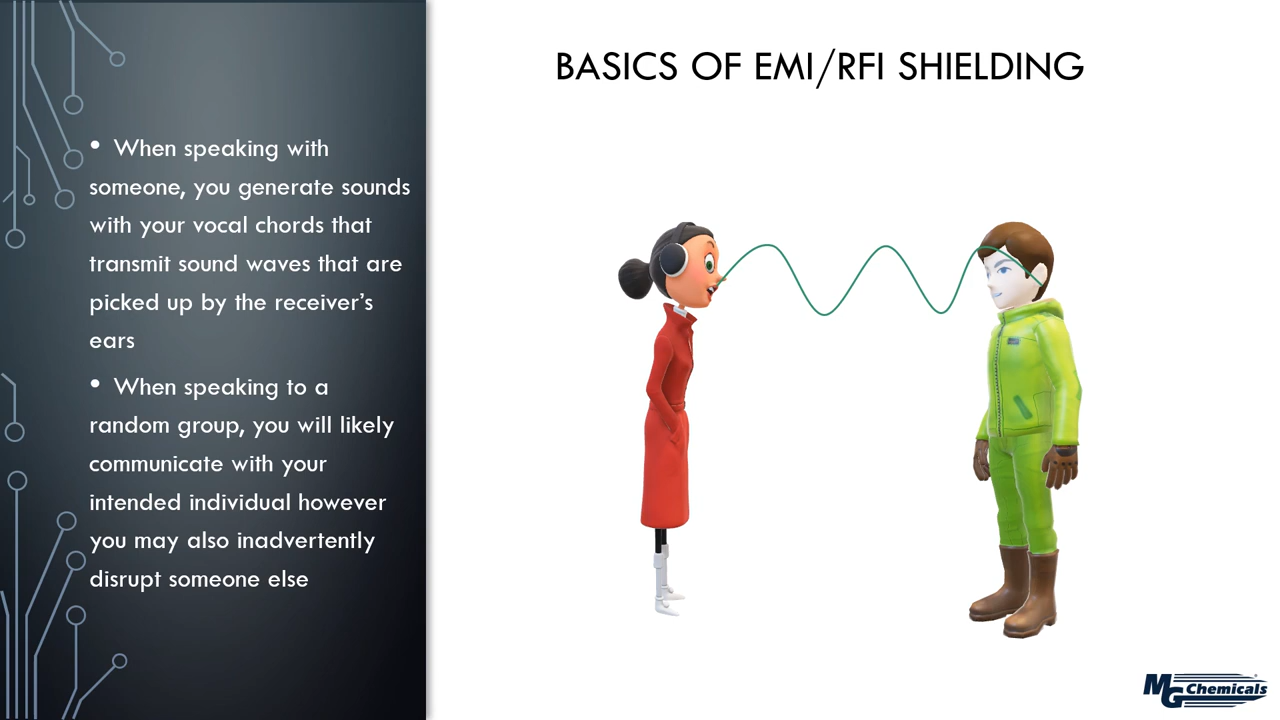 BASICS OF EMI/RFI SHIELDING
• When speaking with
someone, you generate sounds
with your vocal chords that
transmit sound waves that are
picked up by the receiver’s
ears
• When speaking to a
random group, you will likely
communicate with your
intended individual however
you may also inadvertently
disrupt someone else
MG Chemicals